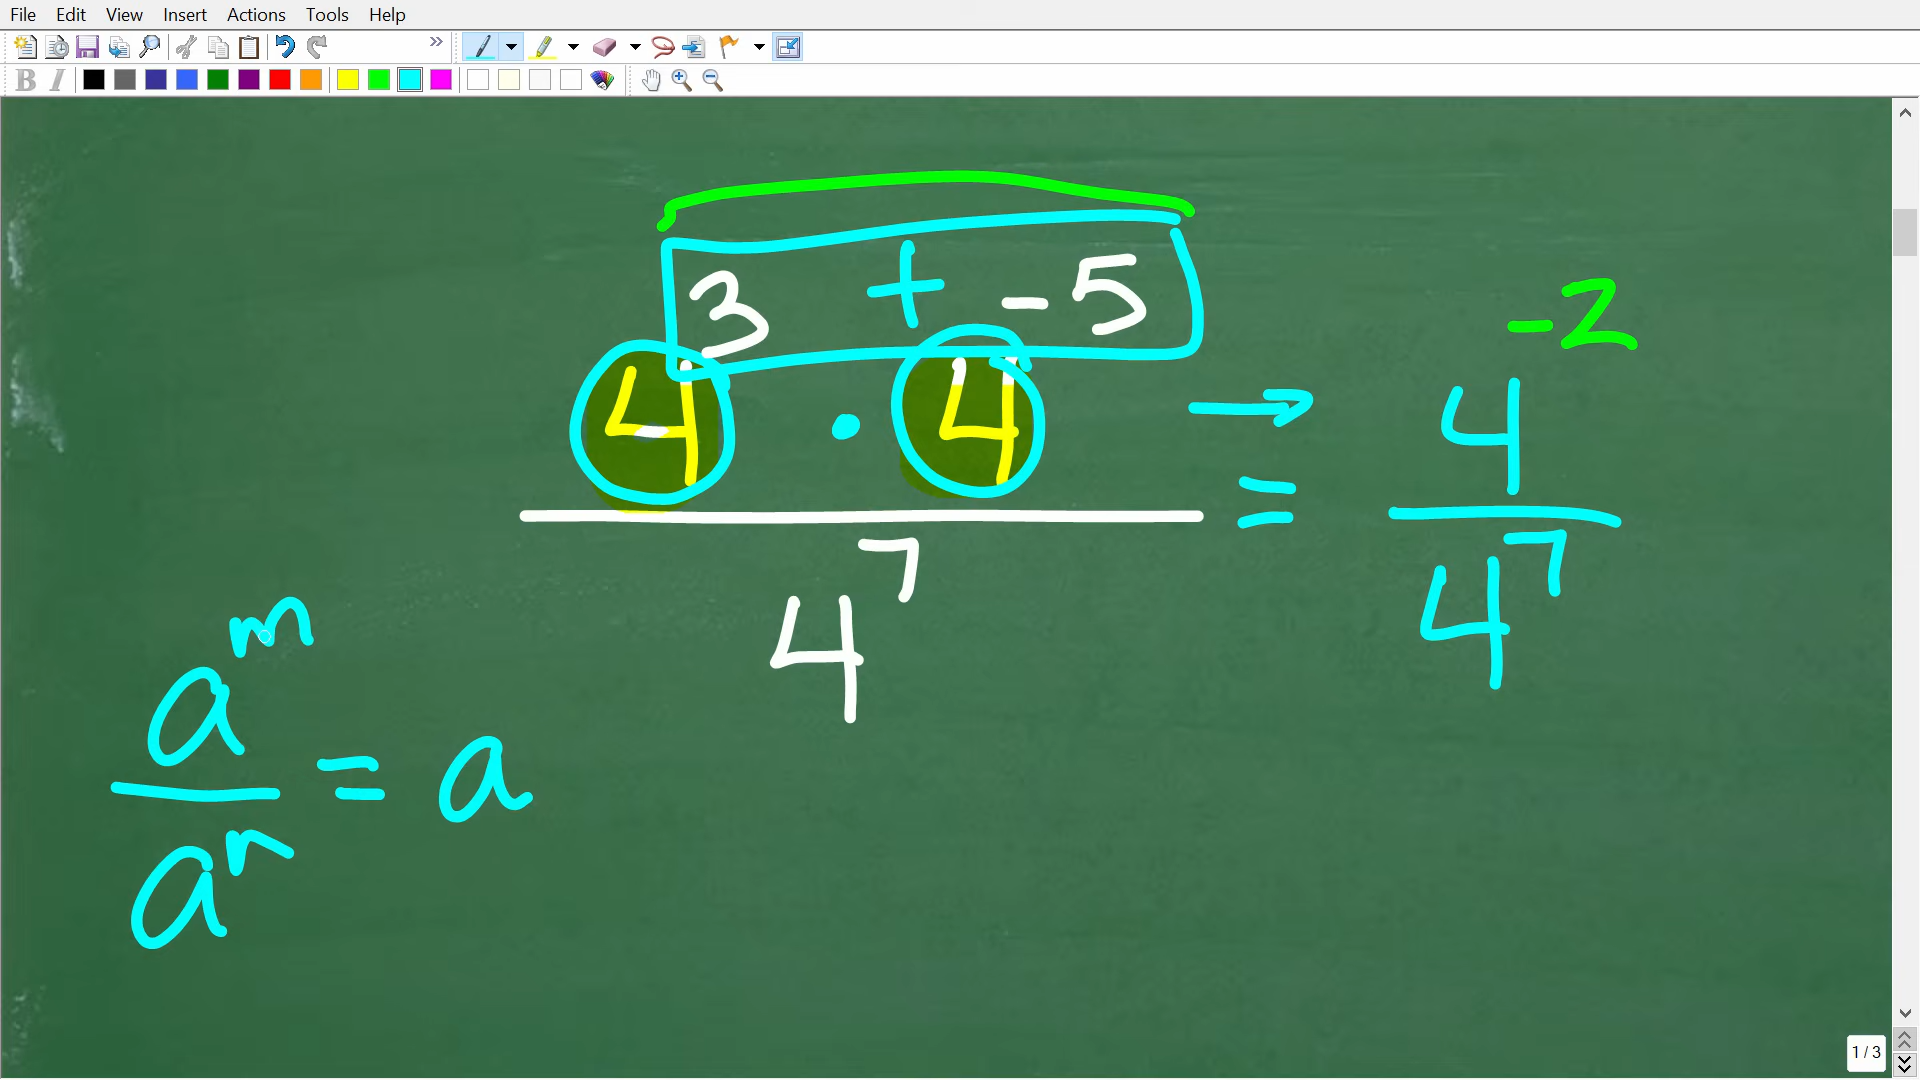 File Edit View Insert Actions Tools Help
B I
3 + -5
4 · 4
4^7
→
=
4^-2
4^7
a^m
a^n
= a
1 / 3